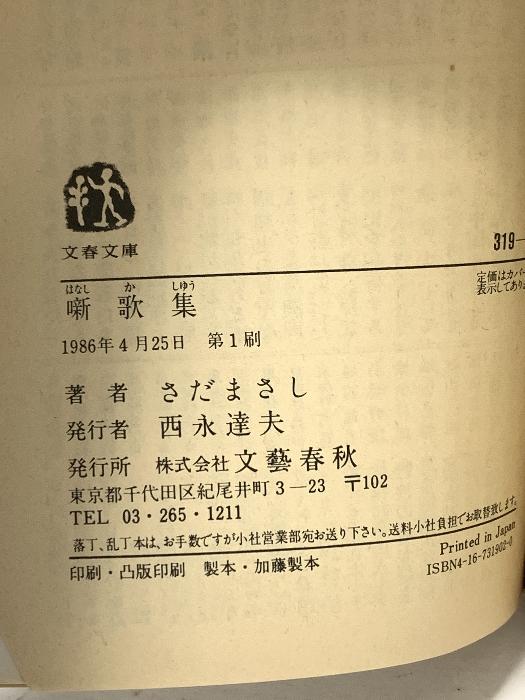 文春文庫
319—
定価はカバー
表示してあり
はなし か しゆう
噺歌集
1986年4月25日 第1刷
著者 さだまさし
発行者 西永達夫
発行所 株式会社文藝春秋
東京都千代田区紀尾井町3—23 〒102
TEL 03・265・1211
落丁、乱丁本は、お手数ですが小社営業部宛お送り下さい。送料小社負担でお取替致します。
印刷・凸版印刷 製本・加藤製本
Printed in Japan
ISBN4-16-731902-0